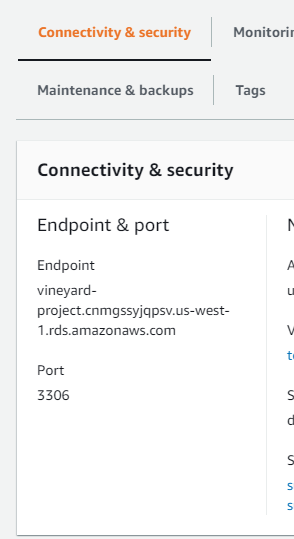 Connectivity & security
Maintenance & backups Tags
Connectivity & security
Endpoint & port
Endpoint
vineyard-
project.cnmgssyjqpsv.us-west-
1.rds.amazonaws.com
Port
3306